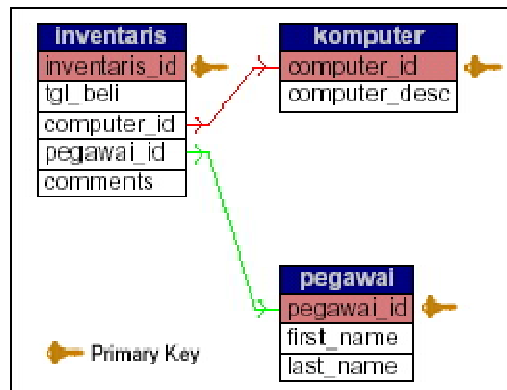 inventaris
inventaris_id
tgl_beli
computer_id
pegawai_id
comments
komputer
computer_id
computer_desc
pegawai
pegawai_id
first_name
last_name
Primary Key